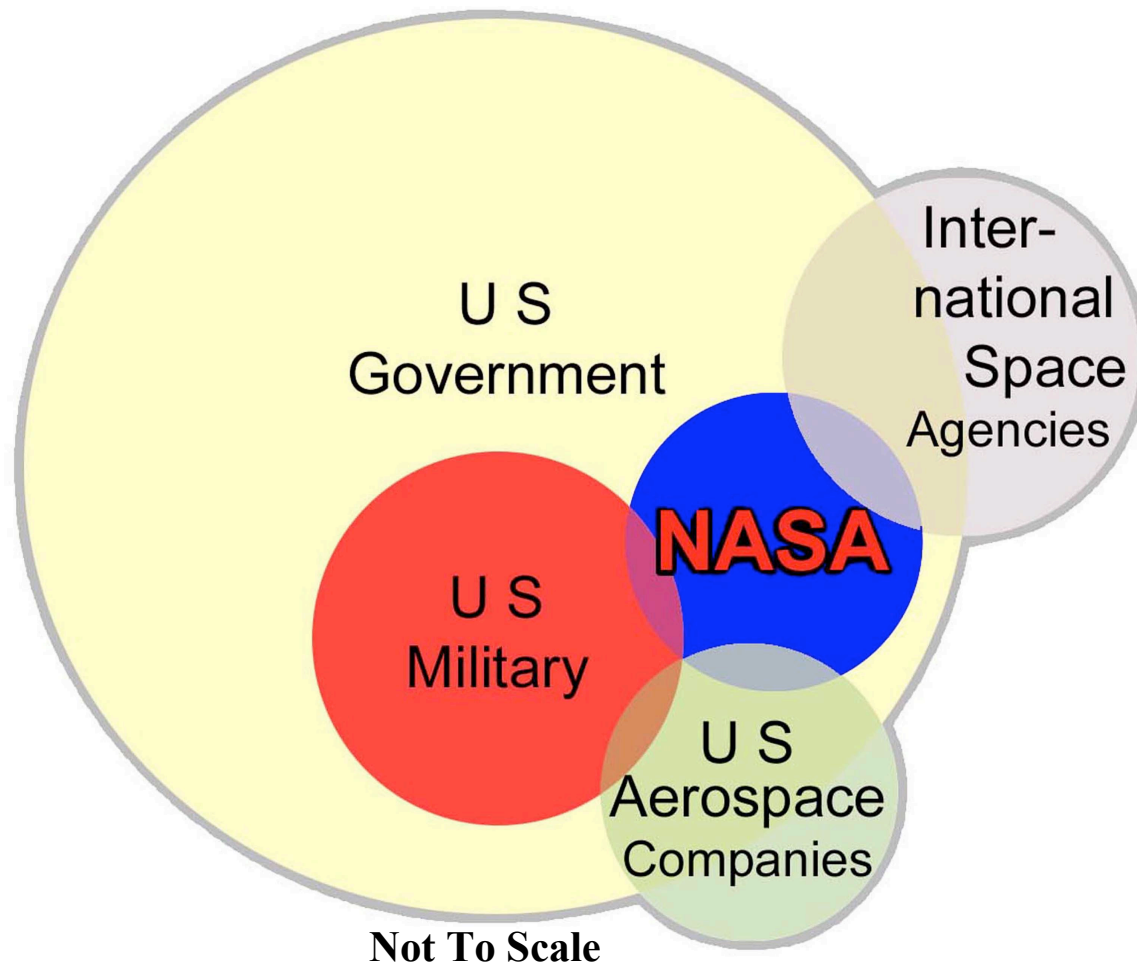 U S
Government
Inter-
national
Space
Agencies
NASA
U S
Military
U S
Aerospace
Companies
Not To Scale